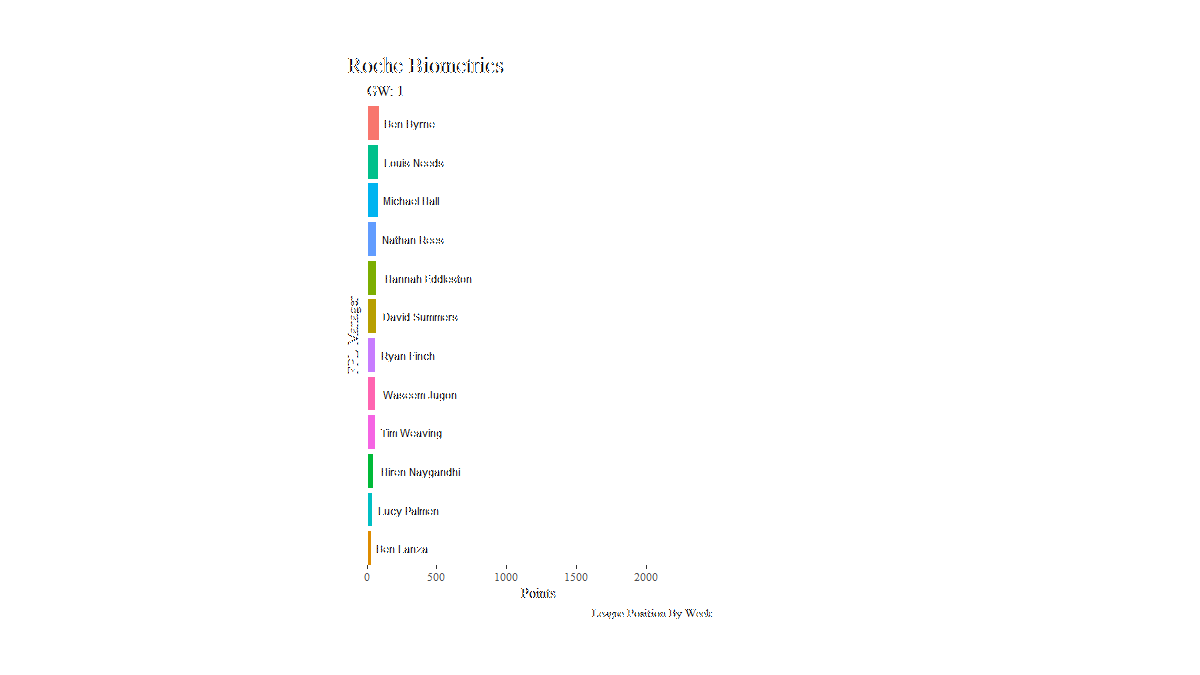 Roche Biometrics
GW: 1
Ben Byrne
Louis Needs
Michael Hall
Nathan Rees
Hannah Eddleston
David Summers
Ryan Finch
Waseem Jugon
Tim Weaving
Hiren Naygandhi
Lucy Palmen
Ben Lanza
FPL Manager
0 500 1000 1500 2000
Points
League Position By Week